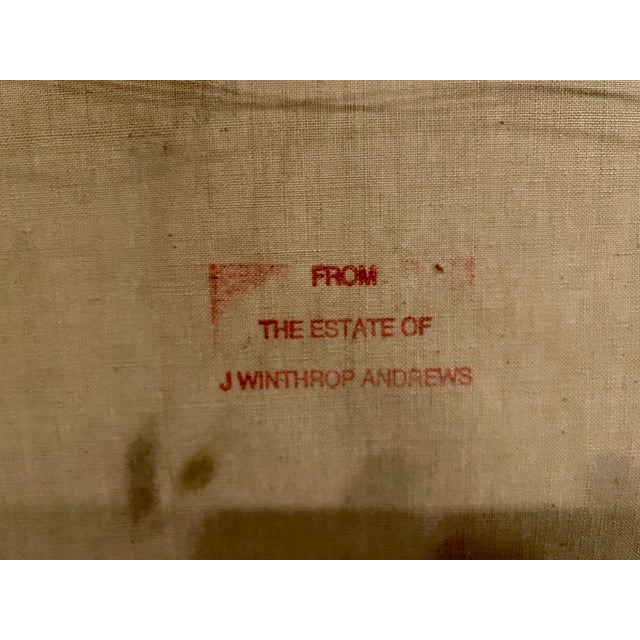 FROM
THE ESTATE OF
J WINTHROP ANDREWS